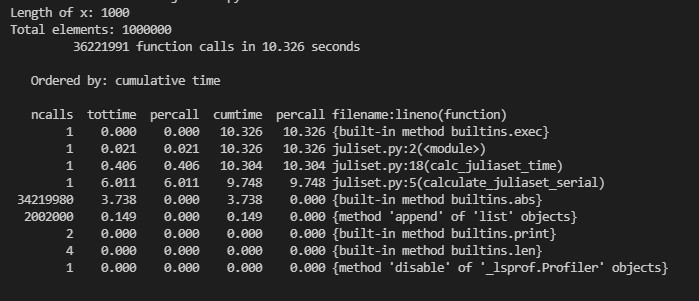 Length of x: 1000
Total elements: 1000000
36221991 function calls in 10.326 seconds
Ordered by: cumulative time
ncalls tottime percall cumtime percall filename:lineno(function)
1 0.000 0.000 10.326 10.326 {built-in method builtins.exec}
1 0.021 0.021 10.326 10.326 juliset.py:2(<module>)
1 0.406 0.406 10.304 10.304 juliset.py:18(calc_juliaset_time)
1 6.011 6.011 9.748 9.748 juliset.py:5(calculate_juliaset_serial)
34219980 3.738 0.000 3.738 0.000 {built-in method builtins.abs}
2002000 0.149 0.000 0.149 0.000 {method 'append' of 'list' objects}
2 0.000 0.000 0.000 0.000 {built-in method builtins.print}
4 0.000 0.000 0.000 0.000 {built-in method builtins.len}
1 0.000 0.000 0.000 0.000 {method 'disable' of '_lsprof.Profiler' objects}